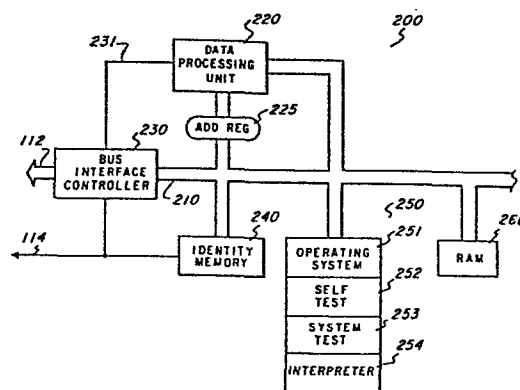 220
200
231
DATA
PROCESSING
UNIT
225
ADD REG
112
230
BUS
INTERFACE
CONTROLLER
210
250
240
251
260
114
IDENTITY
MEMORY
OPERATING
SYSTEM
252
RAM
SELF
TEST
253
SYSTEM
TEST
254
INTERPRETER